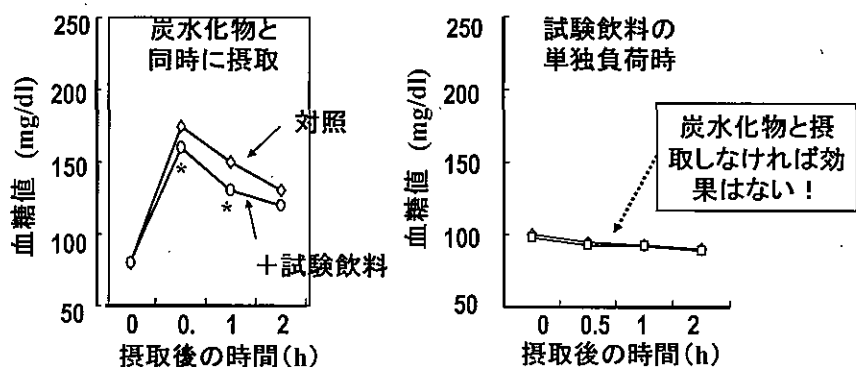 炭水化物と
同時に摂取
250
200
150
100
50
血糖値 (mg/dl)
対照
*
*
+試験飲料
0 0. 1 2
摂取後の時間(h)
試験飲料の
単独負荷時
250
200
150
100
50
血糖値 (mg/dl)
炭水化物と摂
取しなければ効
果はない!
0 0.5 1 2
摂取後の時間(h)